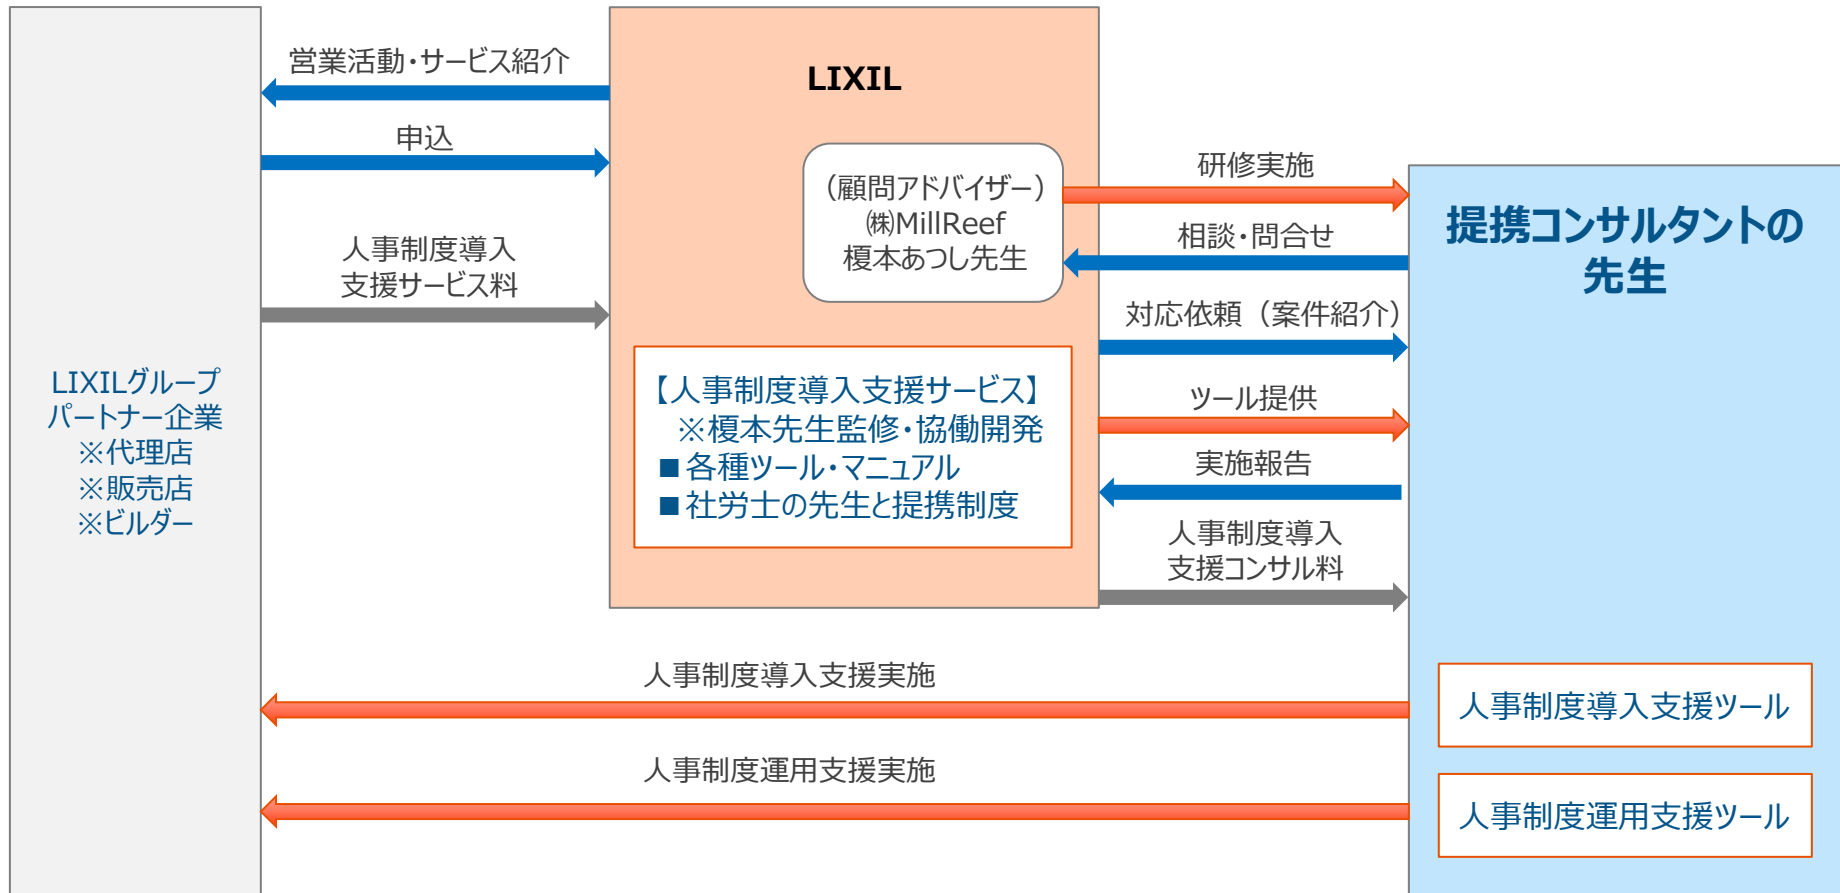 営業活動・サービス紹介
申込
人事制度導入
支援サービス料
LIXILグループ
パートナー企業
※代理店
※販売店
※ビルダー
LIXIL
（顧問アドバイザー）
㈱MillReef
榎本あつし先生
【人事制度導入支援サービス】
※榎本先生監修・協働開発
■各種ツール・マニュアル
■社労士の先生と提携制度
研修実施
相談・問合せ
対応依頼（案件紹介）
ツール提供
実施報告
人事制度導入
支援コンサル料
提携コンサルタントの
先生
人事制度導入支援実施
人事制度導入支援ツール
人事制度運用支援実施
人事制度運用支援ツール